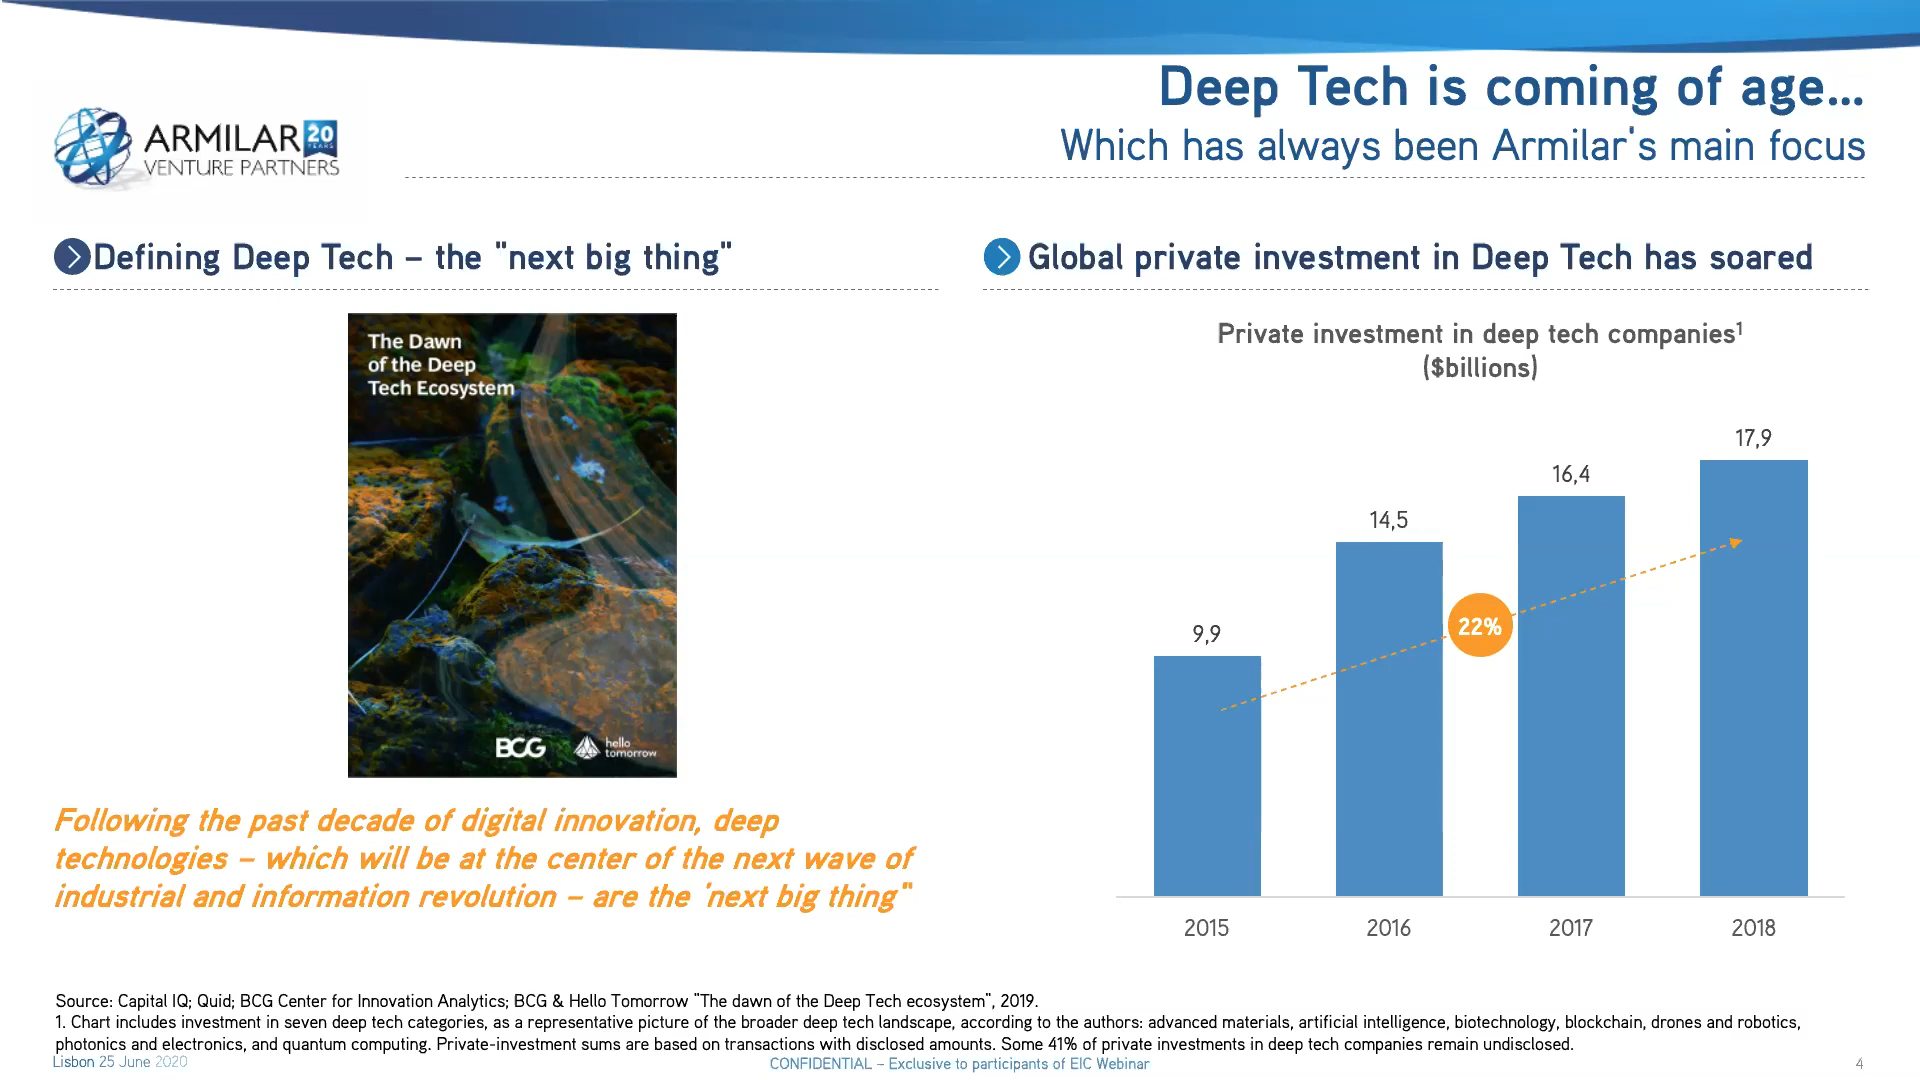 Deep Tech is coming of age...
Which has always been Armilar's main focus
ARMILAR 20 YEARS
VENTURE PARTNERS
Defining Deep Tech – the "next big thing"
The Dawn
of the Deep
Tech Ecosystem
BCG
hello
tomorrow
Following the past decade of digital innovation, deep
technologies – which will be at the center of the next wave of
industrial and information revolution – are the 'next big thing'"
Global private investment in Deep Tech has soared
Private investment in deep tech companies¹
($billions)
17,9
16,4
14,5
9,9
22%
2015 2016 2017 2018
Source: Capital IQ; Quid; BCG Center for Innovation Analytics; BCG & Hello Tomorrow "The dawn of the Deep Tech ecosystem", 2019.
1. Chart includes investment in seven deep tech categories, as a representative picture of the broader deep tech landscape, according to the authors: advanced materials, artificial intelligence, biotechnology, blockchain, drones and robotics,
photonics and electronics, and quantum computing. Private-investment sums are based on transactions with disclosed amounts. Some 41% of private investments in deep tech companies remain undisclosed.
Lisbon 25 June 2020
CONFIDENTIAL – Exclusive to participants of EIC Webinar
4